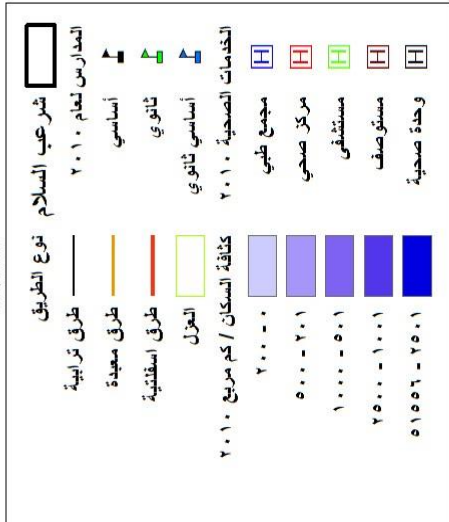 شرعب السلام
المدارس لعام ٢٠١٠
أساسي
ثانوي
أساسي ثانوي
الخدمات الصحية ٢٠١٠
H مجمع طبي
H مركز صحي
H مستشفى
H مستوصف
H وحدة صحية
نوع الطريق
طرق ترابية
طرق معبدة
طرق اسفلتية
العزل
كثافة السكان / كم مربع ٢٠١٠
٠ - ٢٠٠
٢٠١ - ٥٠٠
٥٠١ - ١٠٠٠
١٠٠١ - ٢٥٠٠
٢٥٠١ - ٥١٥٥٦